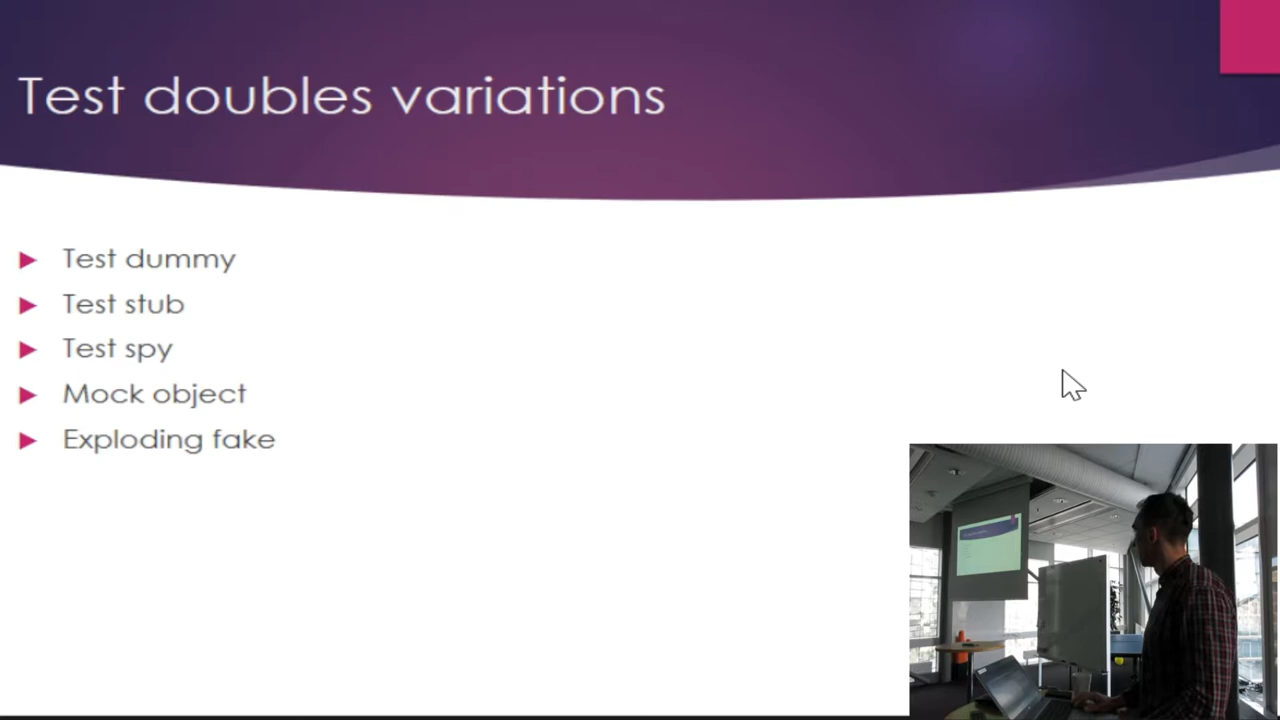 Test doubles variations
Test dummy
Test stub
Test spy
Mock object
Exploding fake